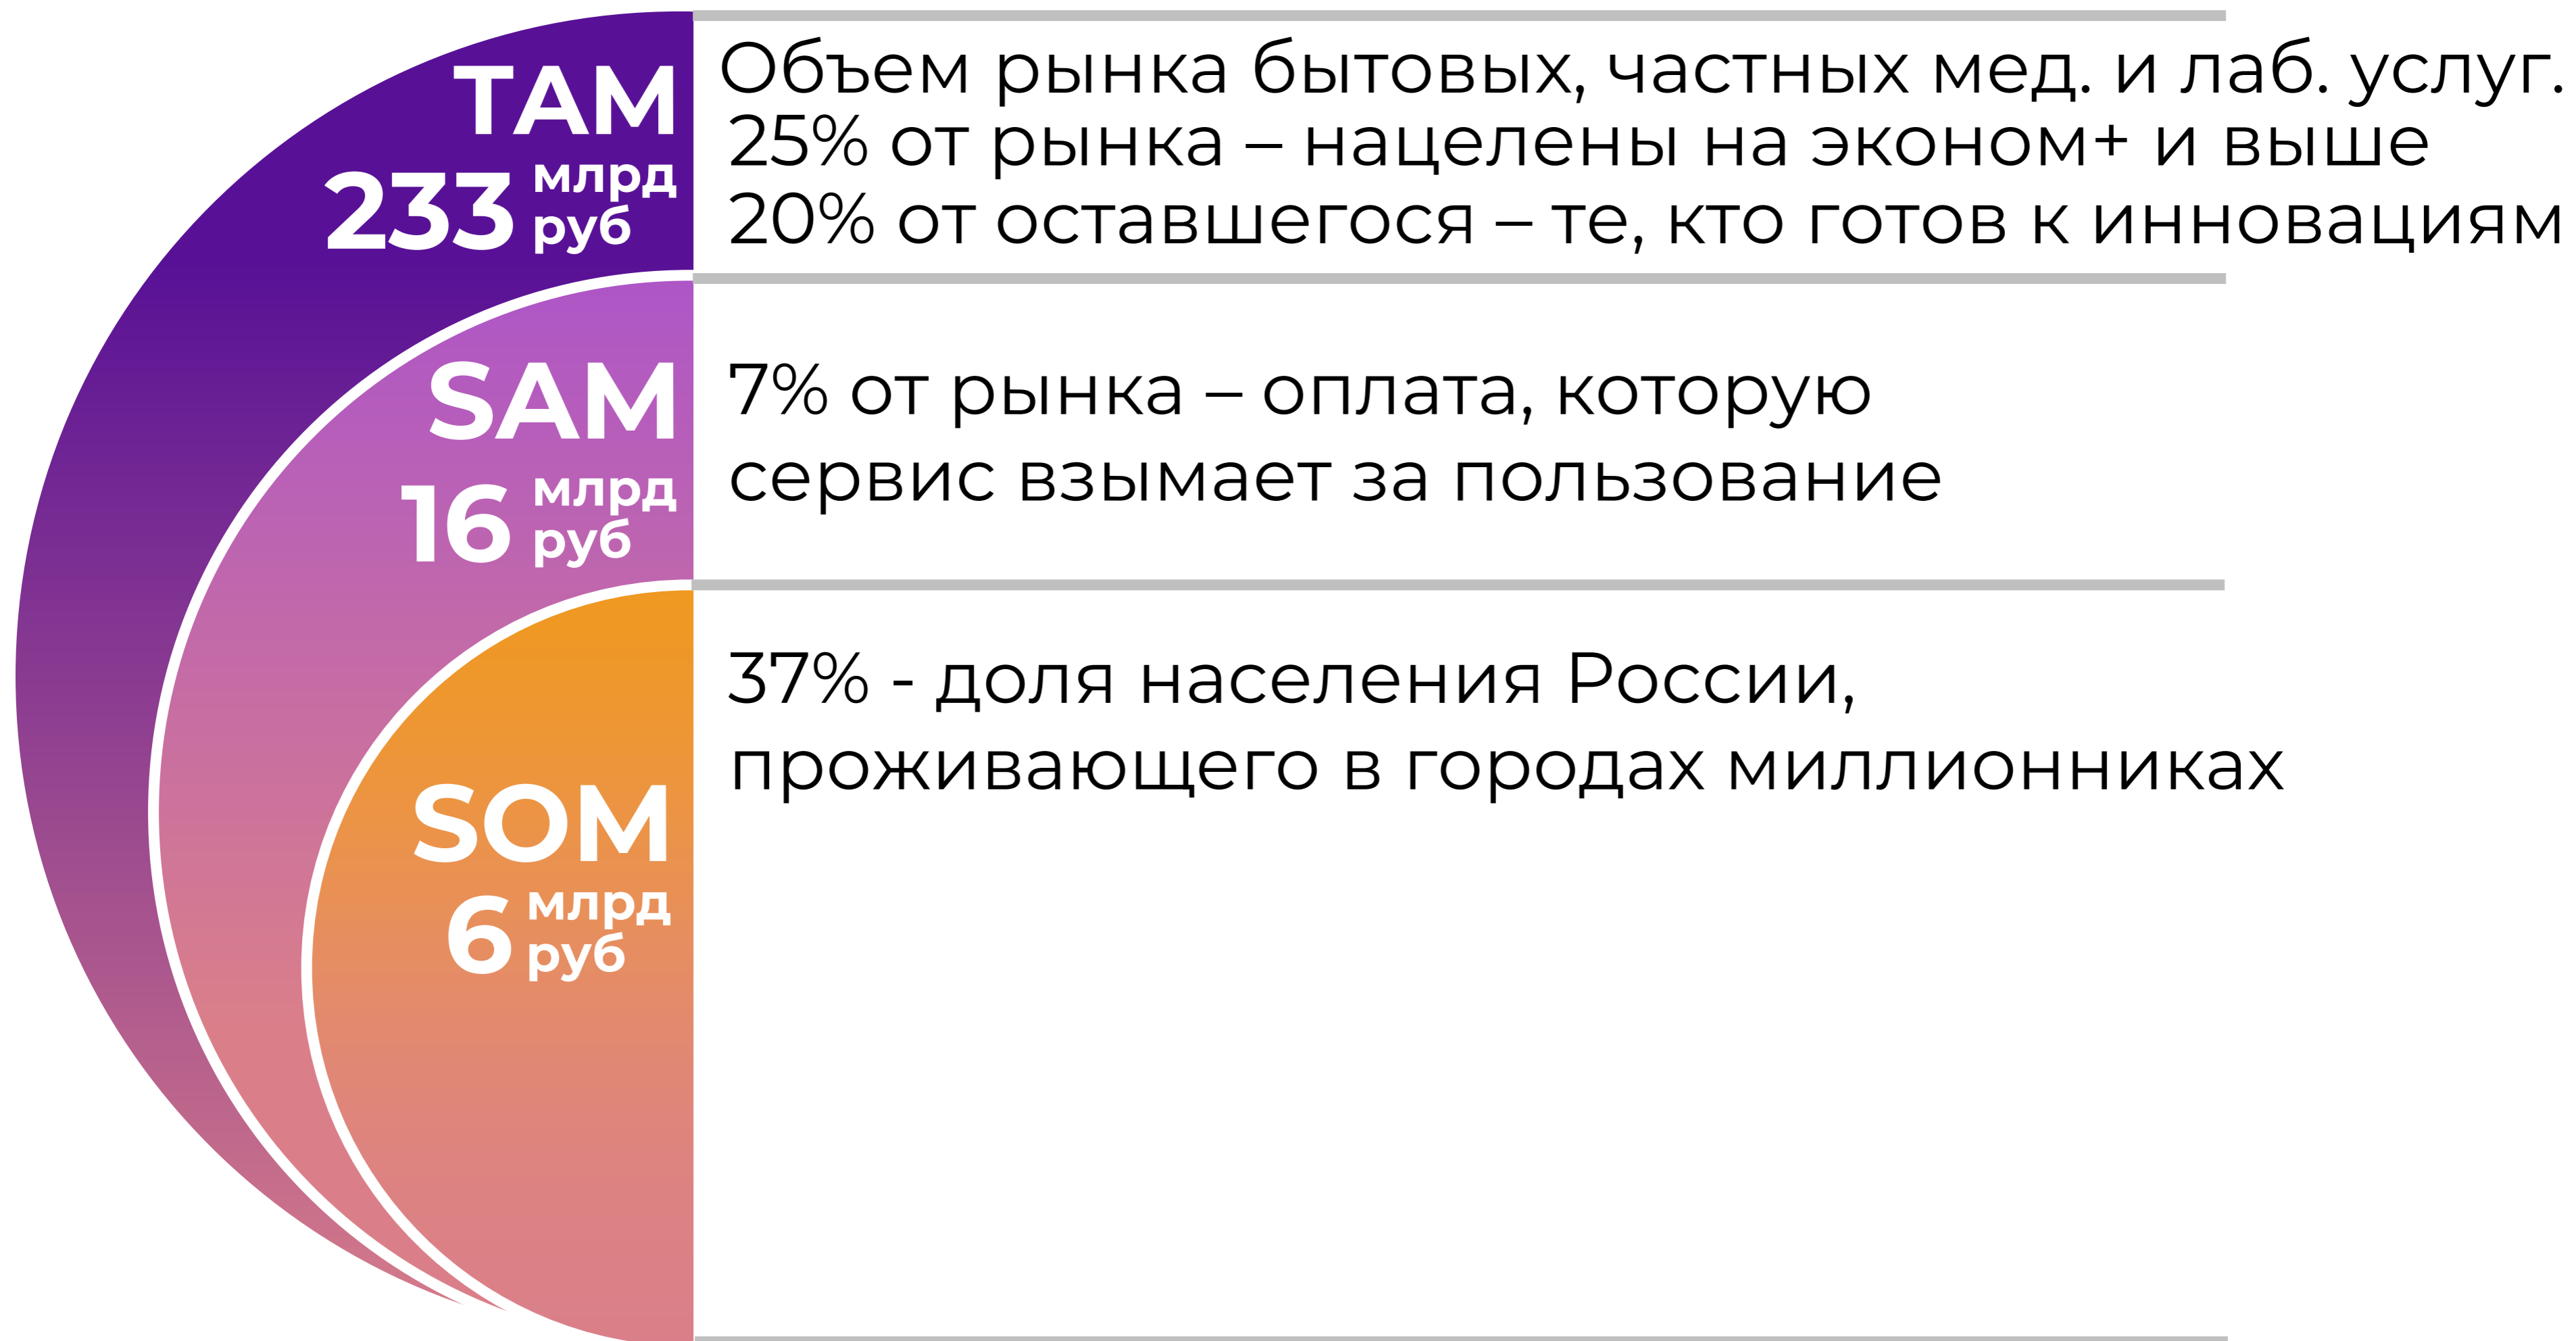 TAM
233 млрд руб
Объем рынка бытовых, частных мед. и лаб. услуг.
25% от рынка – нацелены на эконом+ и выше
20% от оставшегося – те, кто готов к инновациям
SAM
16 млрд руб
7% от рынка – оплата, которую
сервис взымает за пользование
SOM
6 млрд руб
37% - доля населения России,
проживающего в городах миллионниках